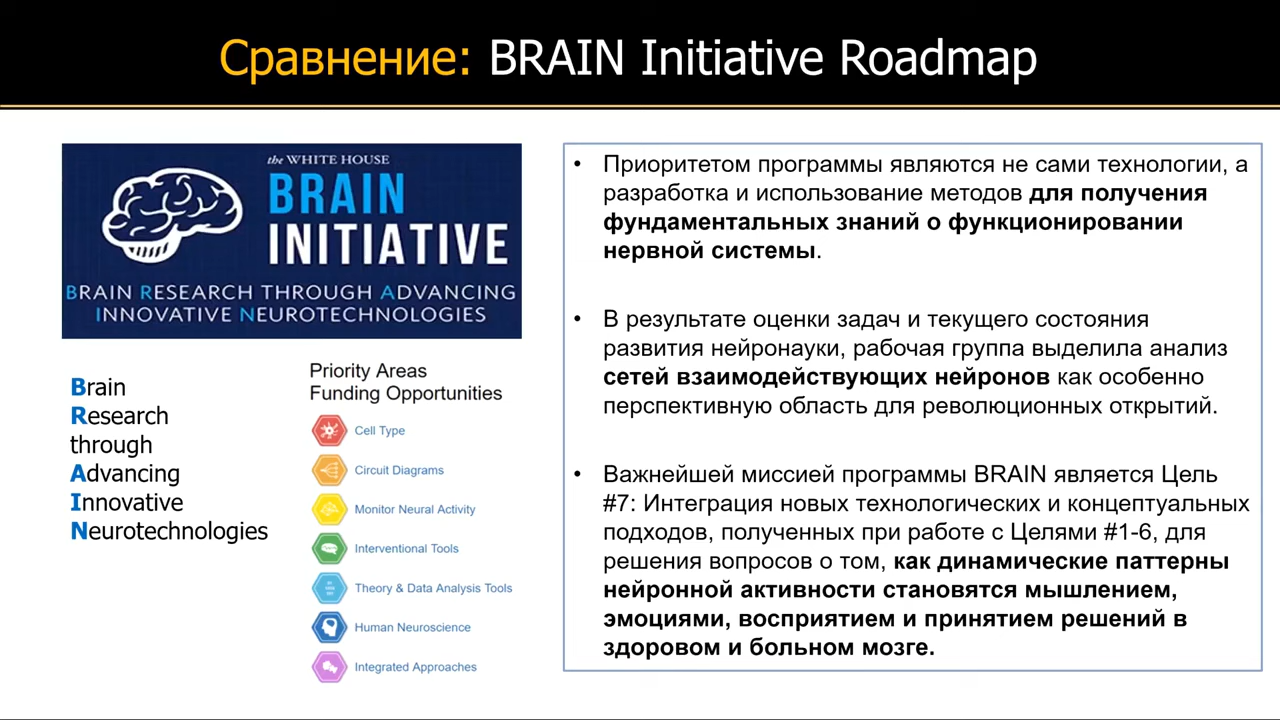 Сравнение: BRAIN Initiative Roadmap
the WHITE HOUSE
BRAIN
INITIATIVE
BRAIN RESEARCH THROUGH ADVANCING
INNOVATIVE NEUROTECHNOLOGIES
Brain
Research
through
Advancing
Innovative
Neurotechnologies
Priority Areas
Funding Opportunities
Cell Type
Circuit Diagrams
Monitor Neural Activity
Interventional Tools
Theory & Data Analysis Tools
Human Neuroscience
Integrated Approaches
• Приоритетом программы являются не сами технологии, а
разработка и использование методов для получения
фундаментальных знаний о функционировании
нервной системы.
• В результате оценки задач и текущего состояния
развития нейронауки, рабочая группа выделила анализ
сетей взаимодействующих нейронов как особенно
перспективную область для революционных открытий.
• Важнейшей миссией программы BRAIN является Цель
#7: Интеграция новых технологических и концептуальных
подходов, полученных при работе с Целями #1-6, для
решения вопросов о том, как динамические паттерны
нейронной активности становятся мышлением,
эмоциями, восприятием и принятием решений в
здоровом и больном мозге.